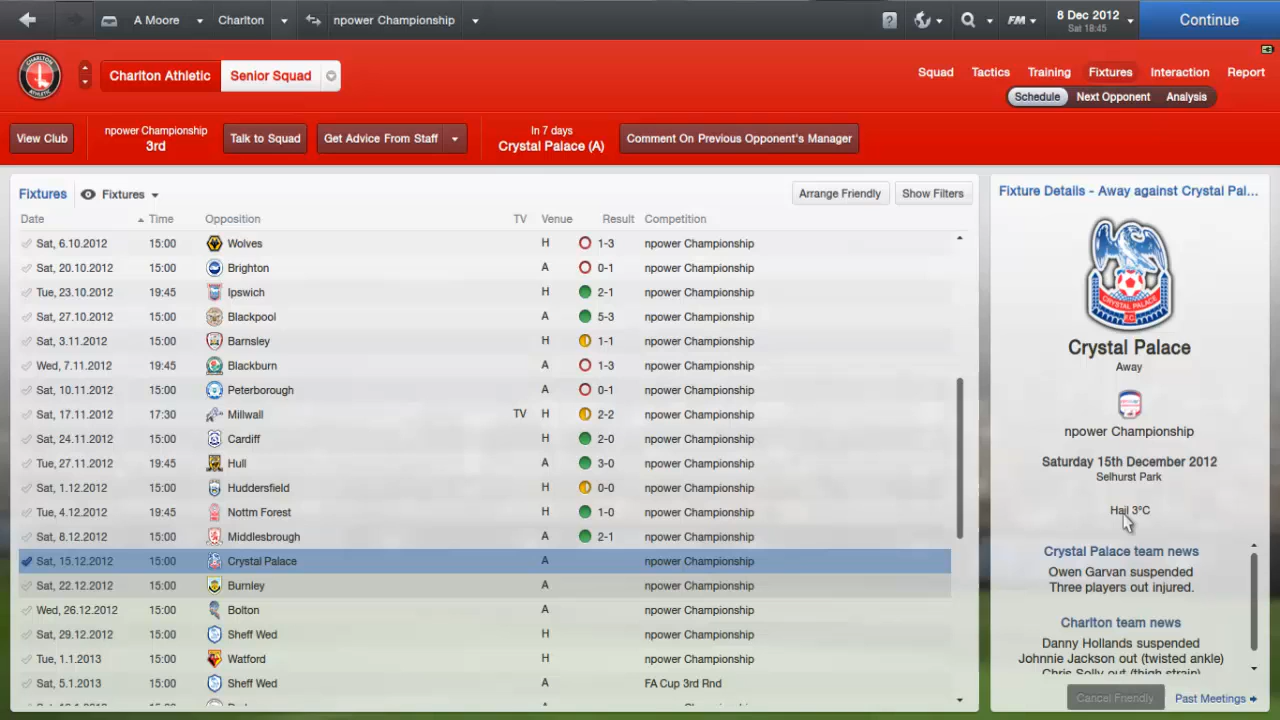 A Moore Charlton npower Championship FM 8 Dec 2012 Sat 18:45 Continue
Charlton Athletic Senior Squad
Squad Tactics Training Fixtures Interaction Report
Schedule Next Opponent Analysis
View Club npower Championship 3rd Talk to Squad Get Advice From Staff In 7 days Crystal Palace (A) Comment On Previous Opponent's Manager
Fixtures Fixtures Arrange Friendly Show Filters
Date Time Opposition TV Venue Result Competition
Sat, 6.10.2012 15:00 Wolves H 1-3 npower Championship
Sat, 20.10.2012 15:00 Brighton A 0-1 npower Championship
Tue, 23.10.2012 19:45 Ipswich H 2-1 npower Championship
Sat, 27.10.2012 15:00 Blackpool A 5-3 npower Championship
Sat, 3.11.2012 15:00 Barnsley H 1-1 npower Championship
Wed, 7.11.2012 19:45 Blackburn A 1-3 npower Championship
Sat, 10.11.2012 15:00 Peterborough A 0-1 npower Championship
Sat, 17.11.2012 17:30 Millwall TV H 2-2 npower Championship
Sat, 24.11.2012 15:00 Cardiff H 2-0 npower Championship
Tue, 27.11.2012 19:45 Hull A 3-0 npower Championship
Sat, 1.12.2012 15:00 Huddersfield H 0-0 npower Championship
Tue, 4.12.2012 19:45 Nottm Forest H 1-0 npower Championship
Sat, 8.12.2012 15:00 Middlesbrough A 2-1 npower Championship
Sat, 15.12.2012 15:00 Crystal Palace A npower Championship
Sat, 22.12.2012 15:00 Burnley A npower Championship
Wed, 26.12.2012 15:00 Bolton A npower Championship
Sat, 29.12.2012 15:00 Sheff Wed H npower Championship
Tue, 1.1.2013 15:00 Watford H npower Championship
Sat, 5.1.2013 15:00 Sheff Wed A FA Cup 3rd Rnd
Fixture Details - Away against Crystal Pal...
Crystal Palace
Away
npower Championship
Saturday 15th December 2012
Selhurst Park
Hail 3°C
Crystal Palace team news
Owen Garvan suspended
Three players out injured.
Charlton team news
Danny Hollands suspended
Johnnie Jackson out (twisted ankle)
Chris Solly out (thigh strain)
Cancel Friendly Past Meetings